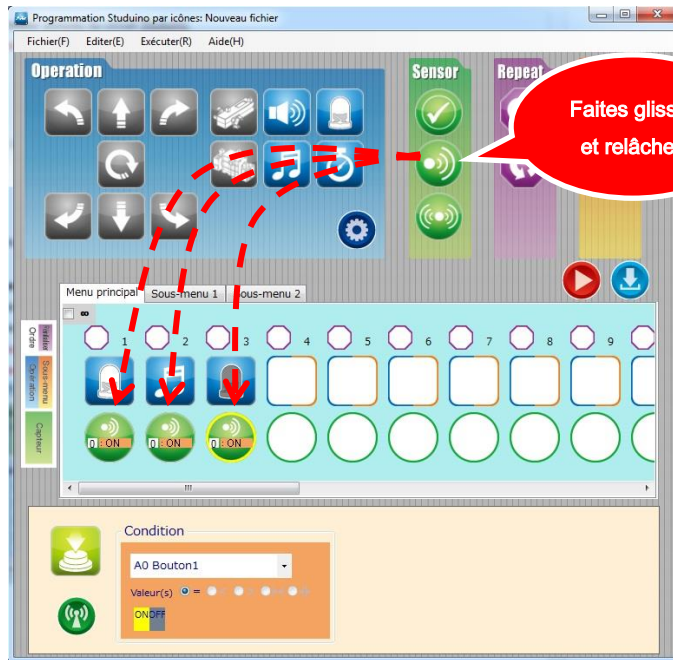 Programmation Studuino par icônes: Nouveau fichier
Fichier(F) Editer(E) Exécuter(R) Aide(H)
Operation
Sensor
Repeat
Faites gliss
et relâche
Menu principal Sous-menu 1 Sous-menu 2
∞
1 2 3 4 5 6 7 8 9
Ordre
Sous-menu
Opération
Capteur
0 : ON 0 : ON 0 : ON
Condition
A0 Bouton1
Valeur(s) =
ON OFF